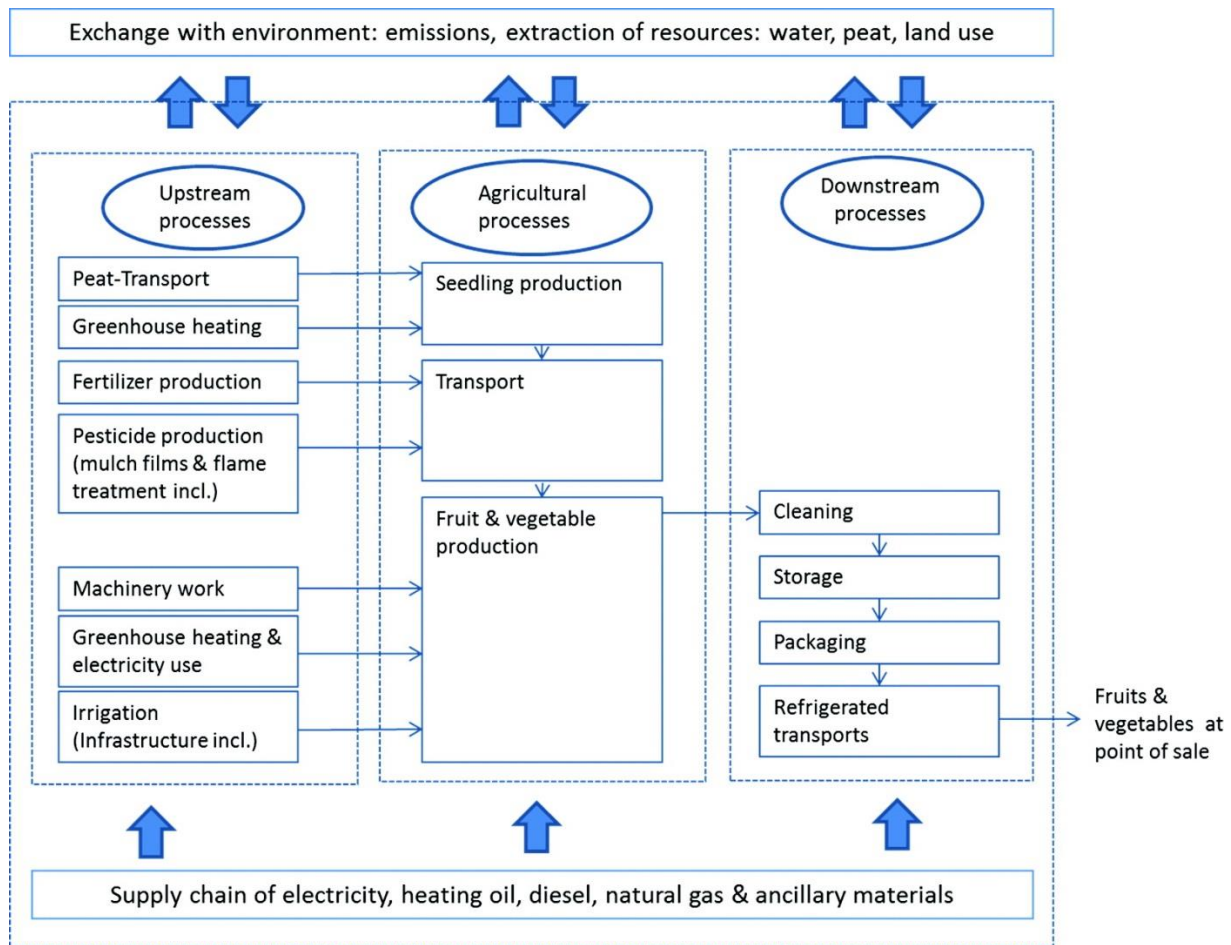 Exchange with environment: emissions, extraction of resources: water, peat, land use
Upstream
processes
Agricultural
processes
Downstream
processes
Peat-Transport
Greenhouse heating
Fertilizer production
Pesticide production
(mulch films & flame
treatment incl.)
Machinery work
Greenhouse heating &
electricity use
Irrigation
(Infrastructure incl.)
Seedling production
Transport
Fruit & vegetable
production
Cleaning
Storage
Packaging
Refrigerated
transports
Fruits &
vegetables at
point of sale
Supply chain of electricity, heating oil, diesel, natural gas & ancillary materials